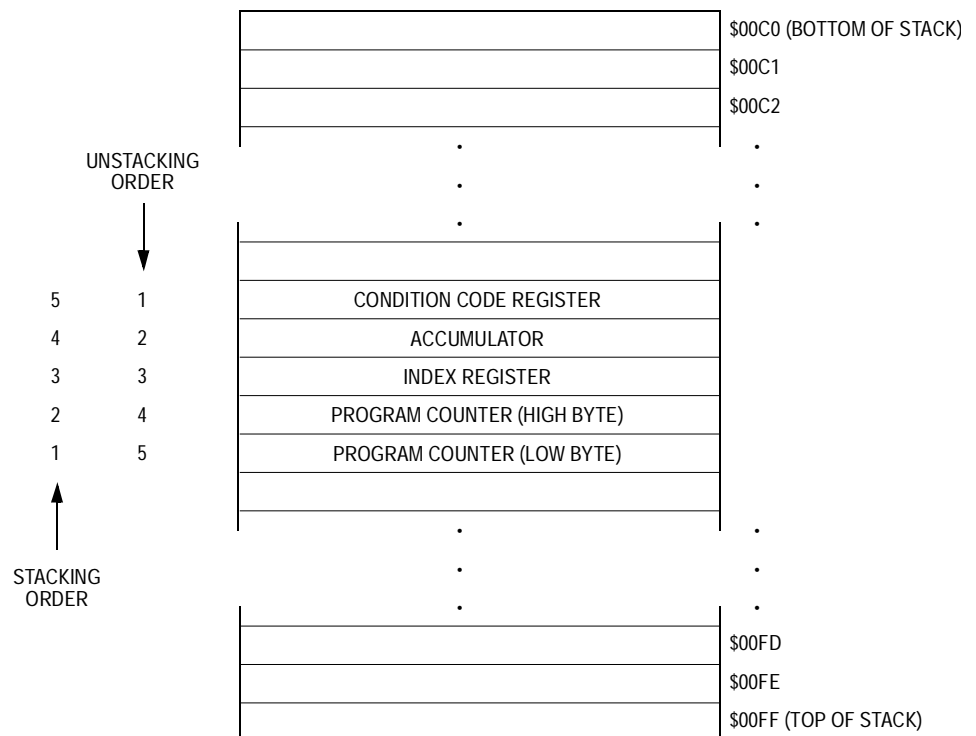 $00C0 (BOTTOM OF STACK)
$00C1
$00C2
UNSTACKING
ORDER
5 1 CONDITION CODE REGISTER
4 2 ACCUMULATOR
3 3 INDEX REGISTER
2 4 PROGRAM COUNTER (HIGH BYTE)
1 5 PROGRAM COUNTER (LOW BYTE)
STACKING
ORDER
$00FD
$00FE
$00FF (TOP OF STACK)